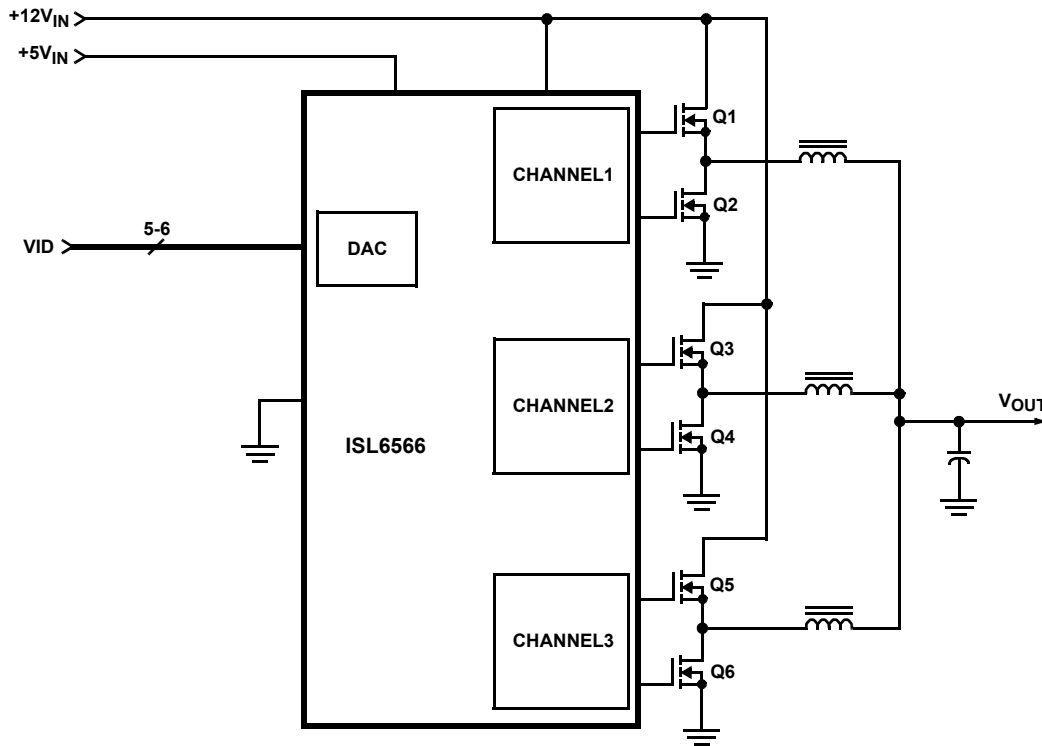 +12VIN
+5VIN
Q1
CHANNEL1
Q2
5-6
VID
DAC
Q3
CHANNEL2
VOUT
Q4
ISL6566
Q5
CHANNEL3
Q6